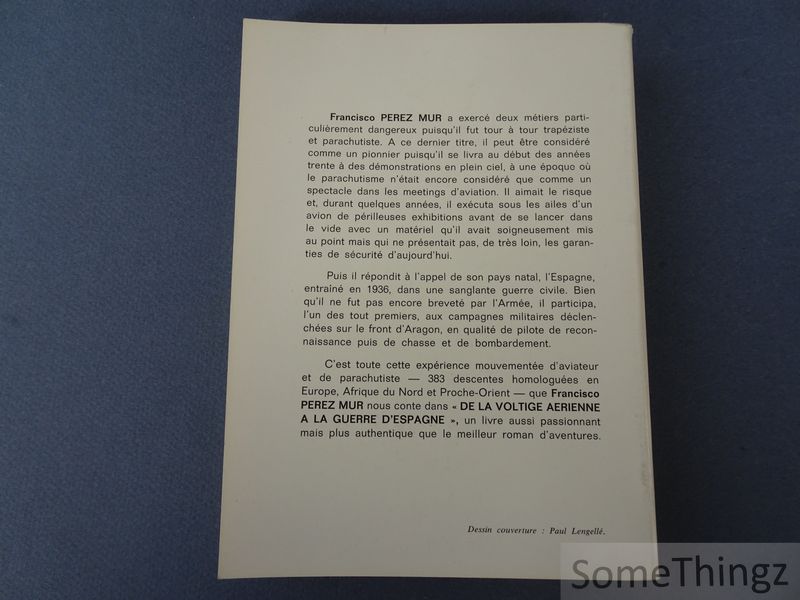 Francisco PEREZ MUR a exercé deux métiers parti-
culièrement dangereux puisqu'il fut tour à tour trapéziste
et parachutiste. A ce dernier titre, il peut être considéré
comme un pionnier puisqu'il se livra au début des années
trente à des démonstrations en plein ciel, à une époquo où
le parachutisme n'était encore considéré que comme un
spectacle dans les meetings d'aviation. Il aimait le risque
et, durant quelques années, il exécuta sous les ailes d'un
avion de périlleuses exhibitions avant de se lancer dans
le vide avec un matériel qu'il avait soigneusement mis
au point mais qui ne présentait pas, de très loin, les garan-
ties de sécurité d'aujourd'hui.
Puis il répondit à l'appel de son pays natal, l'Espagne,
entraîné en 1936, dans une sanglante guerre civile. Bien
qu'il ne fut pas encore breveté par l'Armée, il participa,
l'un des tout premiers, aux campagnes militaires déclen-
chées sur le front d'Aragon, en qualité de pilote de recon-
naissance puis de chasse et de bombardement.
C'est toute cette expérience mouvementée d'aviateur
et de parachutiste — 383 descentes homologuées en
Europe, Afrique du Nord et Proche-Orient — que Francisco
PEREZ MUR nous conte dans « DE LA VOLTIGE AERIENNE
A LA GUERRE D'ESPAGNE », un livre aussi passionnant
mais plus authentique que le meilleur roman d'aventures.
Dessin couverture : Paul Lengellé.
SomeThingz